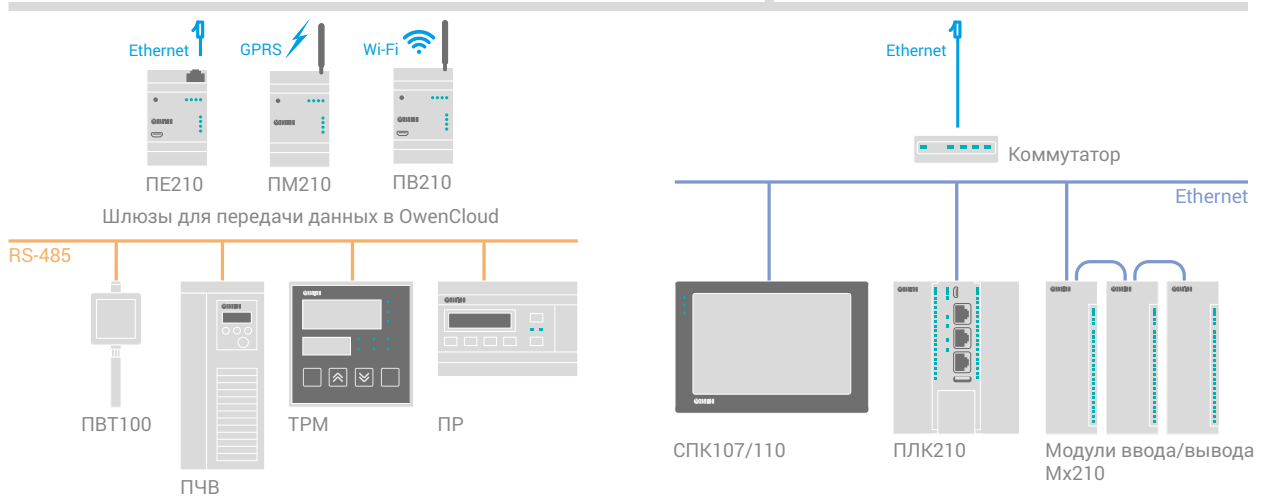 Ethernet
GPRS
Wi-Fi
ПЕ210
ПМ210
ПВ210
Шлюзы для передачи данных в OwenCloud
RS-485
ПВТ100
ПЧВ
ТРМ
ПР
Ethernet
Коммутатор
Ethernet
СПК107/110
ПЛК210
Модули ввода/вывода
Мх210